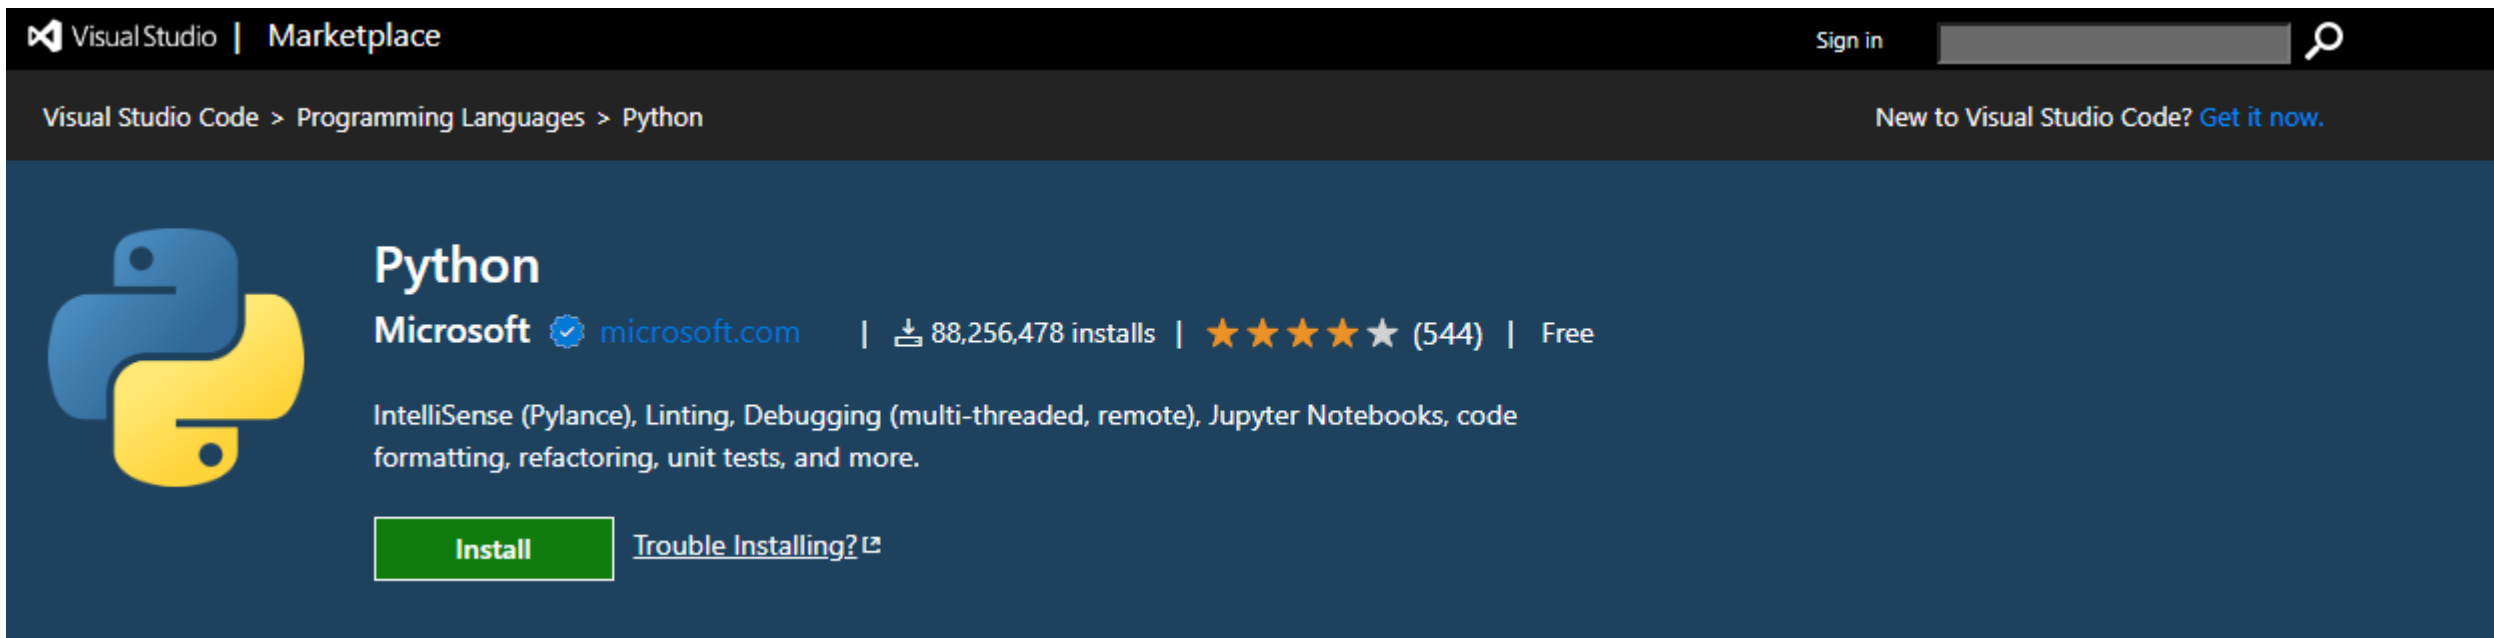 Visual Studio | Marketplace
Sign in
Visual Studio Code > Programming Languages > Python
New to Visual Studio Code? Get it now.
Python
Microsoft microsoft.com | 88,256,478 installs | (544) | Free
IntelliSense (Pylance), Linting, Debugging (multi-threaded, remote), Jupyter Notebooks, code
formatting, refactoring, unit tests, and more.
Install
Trouble Installing?